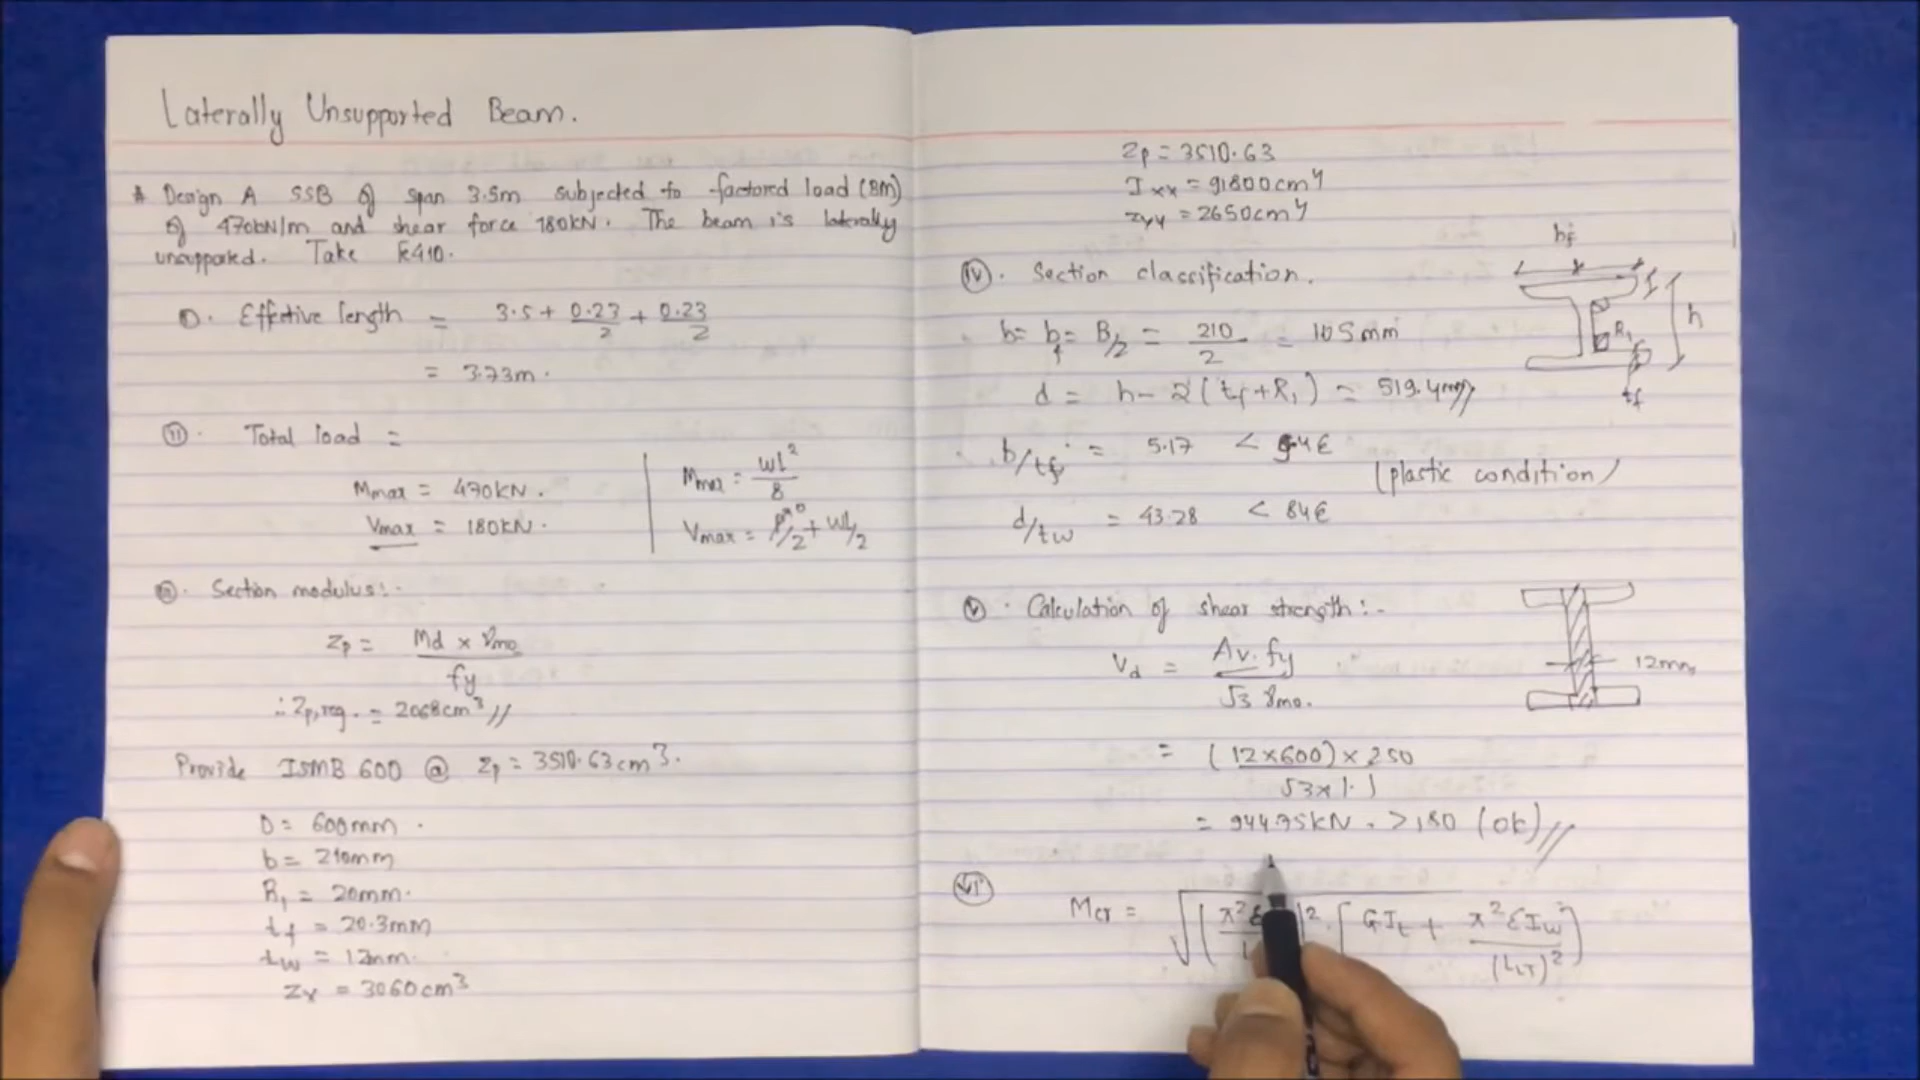 Laterally Unsupported Beam.
* Design A SSB of span 3.5m subjected to factored load (BM)
of 470kN/m and shear force 180kN. The beam is laterally
unsupported. Take Fe410.
I). Effective length = 3.5 + 0.23/2 + 0.23/2
= 3.73m.
II). Total load =
Mmax = 470kN.
Vmax = 180kN.
Mmax = wl²/8
Vmax = P/2 + wl/2
III). Section modulus:-
Zp = Md × γmo / fy
∴ Zp,req. = 2068cm³ //
Provide ISMB 600 @ Zp = 3510.63cm³.
D = 600mm.
b = 210mm
R₁ = 20mm.
tf = 20.3mm
tw = 12mm.
Zx = 3060cm³
Zp = 3510.63
Ixx = 91800cm⁴
Iyy = 2650cm⁴
IV). Section classification.
b = bf = B/2 = 210/2 = 105mm
d = h - 2(tf + R₁) = 519.4mm //
b/tf = 5.17 < 9.4ε
(plastic condition)
d/tw = 43.28 < 84ε
bf
h
R₁
tf
V). Calculation of shear strength:-
Vd = Av.fy / √3 γmo.
= (12×600)×250 / √3×1.1
= 944.75kN. > 180 (ok) //
12mm
VI)
Mcr = √(π²E / L)². [GIt + π²EIw / (LLT)²]